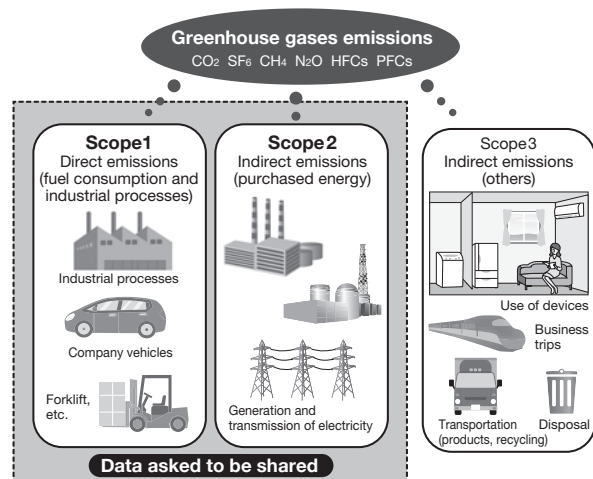 Greenhouse gases emissions
CO2 SF6 CH4 N2O HFCs PFCs
Scope1
Direct emissions
(fuel consumption and
industrial processes)
Industrial processes
Company vehicles
Forklift,
etc.
Scope2
Indirect emissions
(purchased energy)
Generation and
transmission of electricity
Scope3
Indirect emissions
(others)
Use of devices
Business
trips
Transportation
(products, recycling)
Disposal
Data asked to be shared